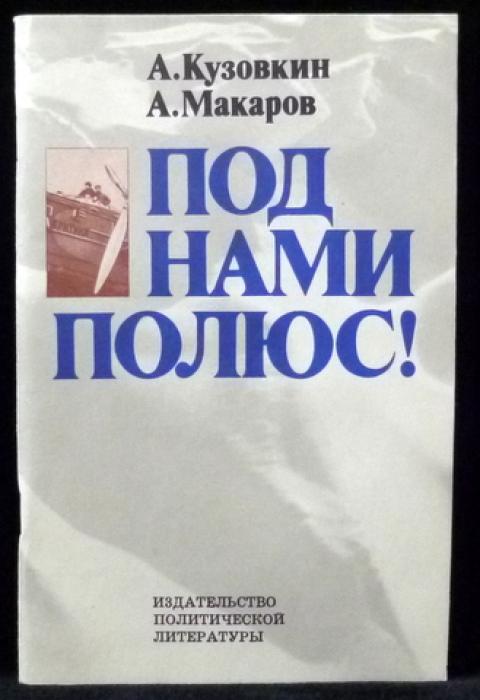 А.Кузовкин
А.Макаров
ПОД
НАМИ
ПОЛЮС!
ИЗДАТЕЛЬСТВО
ПОЛИТИЧЕСКОЙ
ЛИТЕРАТУРЫ